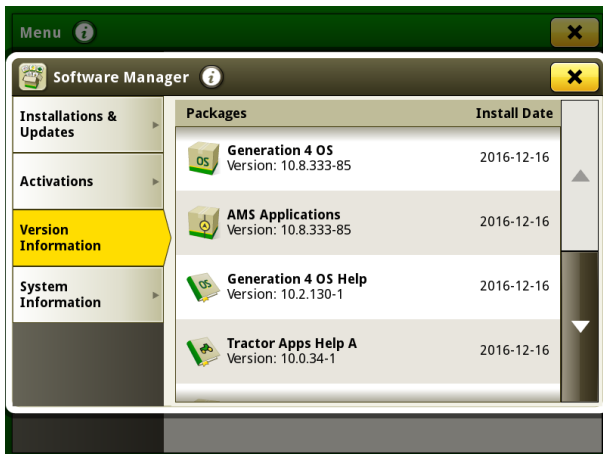 Menu
Software Manager
Installations &
Updates
Activations
Version
Information
System
Information
Packages Install Date
OS
Generation 4 OS
Version: 10.8.333-85
2016-12-16
AMS Applications
Version: 10.8.333-85
2016-12-16
OS
Generation 4 OS Help
Version: 10.2.130-1
2016-12-16
Tractor Apps Help A
Version: 10.0.34-1
2016-12-16